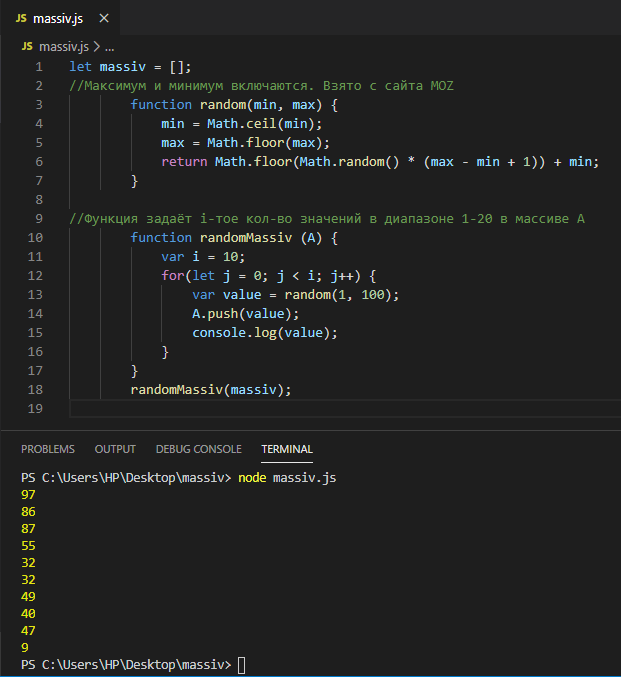 JS massiv.js ×
JS massiv.js > ...
1 let massiv = [];
2 //Максимум и минимум включаются. Взято с сайта MOZ
3 function random(min, max) {
4 min = Math.ceil(min);
5 max = Math.floor(max);
6 return Math.floor(Math.random() * (max - min + 1)) + min;
7 }
8
9 //Функция задаёт i-тое кол-во значений в диапазоне 1-20 в массиве A
10 function randomMassiv (A) {
11 var i = 10;
12 for(let j = 0; j < i; j++) {
13 var value = random(1, 100);
14 A.push(value);
15 console.log(value);
16 }
17 }
18 randomMassiv(massiv);
19
PROBLEMS OUTPUT DEBUG CONSOLE TERMINAL
PS C:\Users\HP\Desktop\massiv> node massiv.js
97
86
87
55
32
32
49
40
47
9
PS C:\Users\HP\Desktop\massiv>